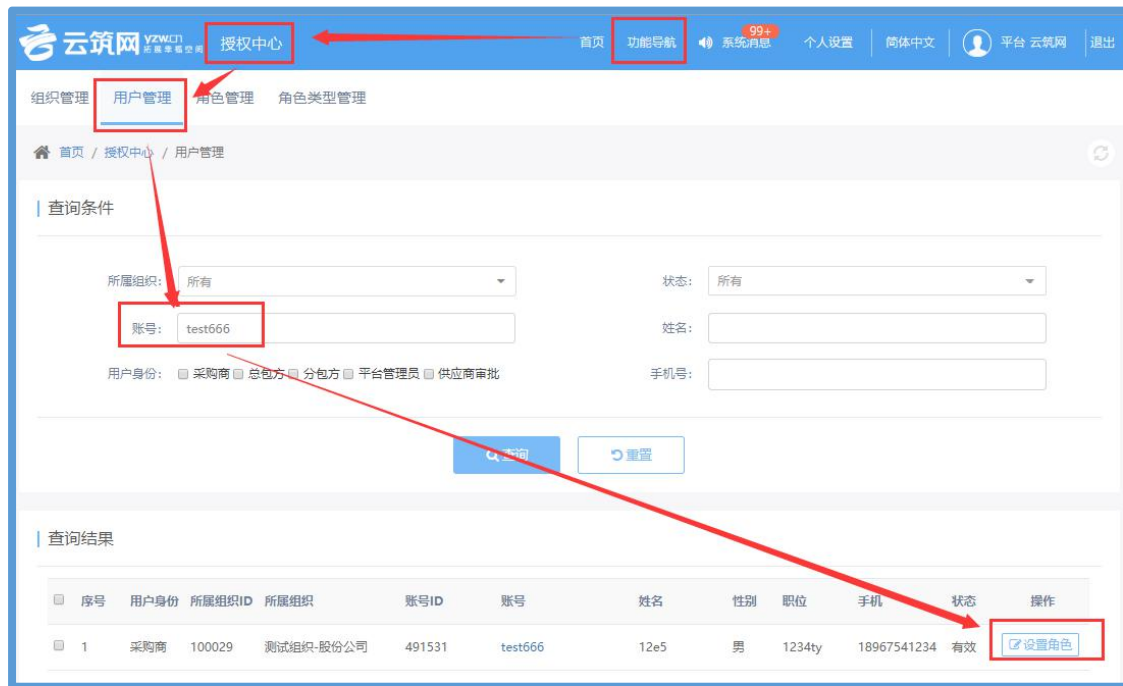 云筑网 yzw.cn 拓展幸福空间 授权中心 首页 功能导航 系统消息 99+ 个人设置 简体中文 平台 云筑网 退出
组织管理 用户管理 角色管理 角色类型管理
首页 / 授权中心 / 用户管理
查询条件
所属组织: 所有 状态: 所有
账号: test666 姓名:
用户身份: 采购商 总包方 分包方 平台管理员 供应商审批 手机号:
查询 重置
查询结果
序号 用户身份 所属组织ID 所属组织 账号ID 账号 姓名 性别 职位 手机 状态 操作
1 采购商 100029 测试组织-股份公司 491531 test666 12e5 男 1234ty 18967541234 有效 设置角色